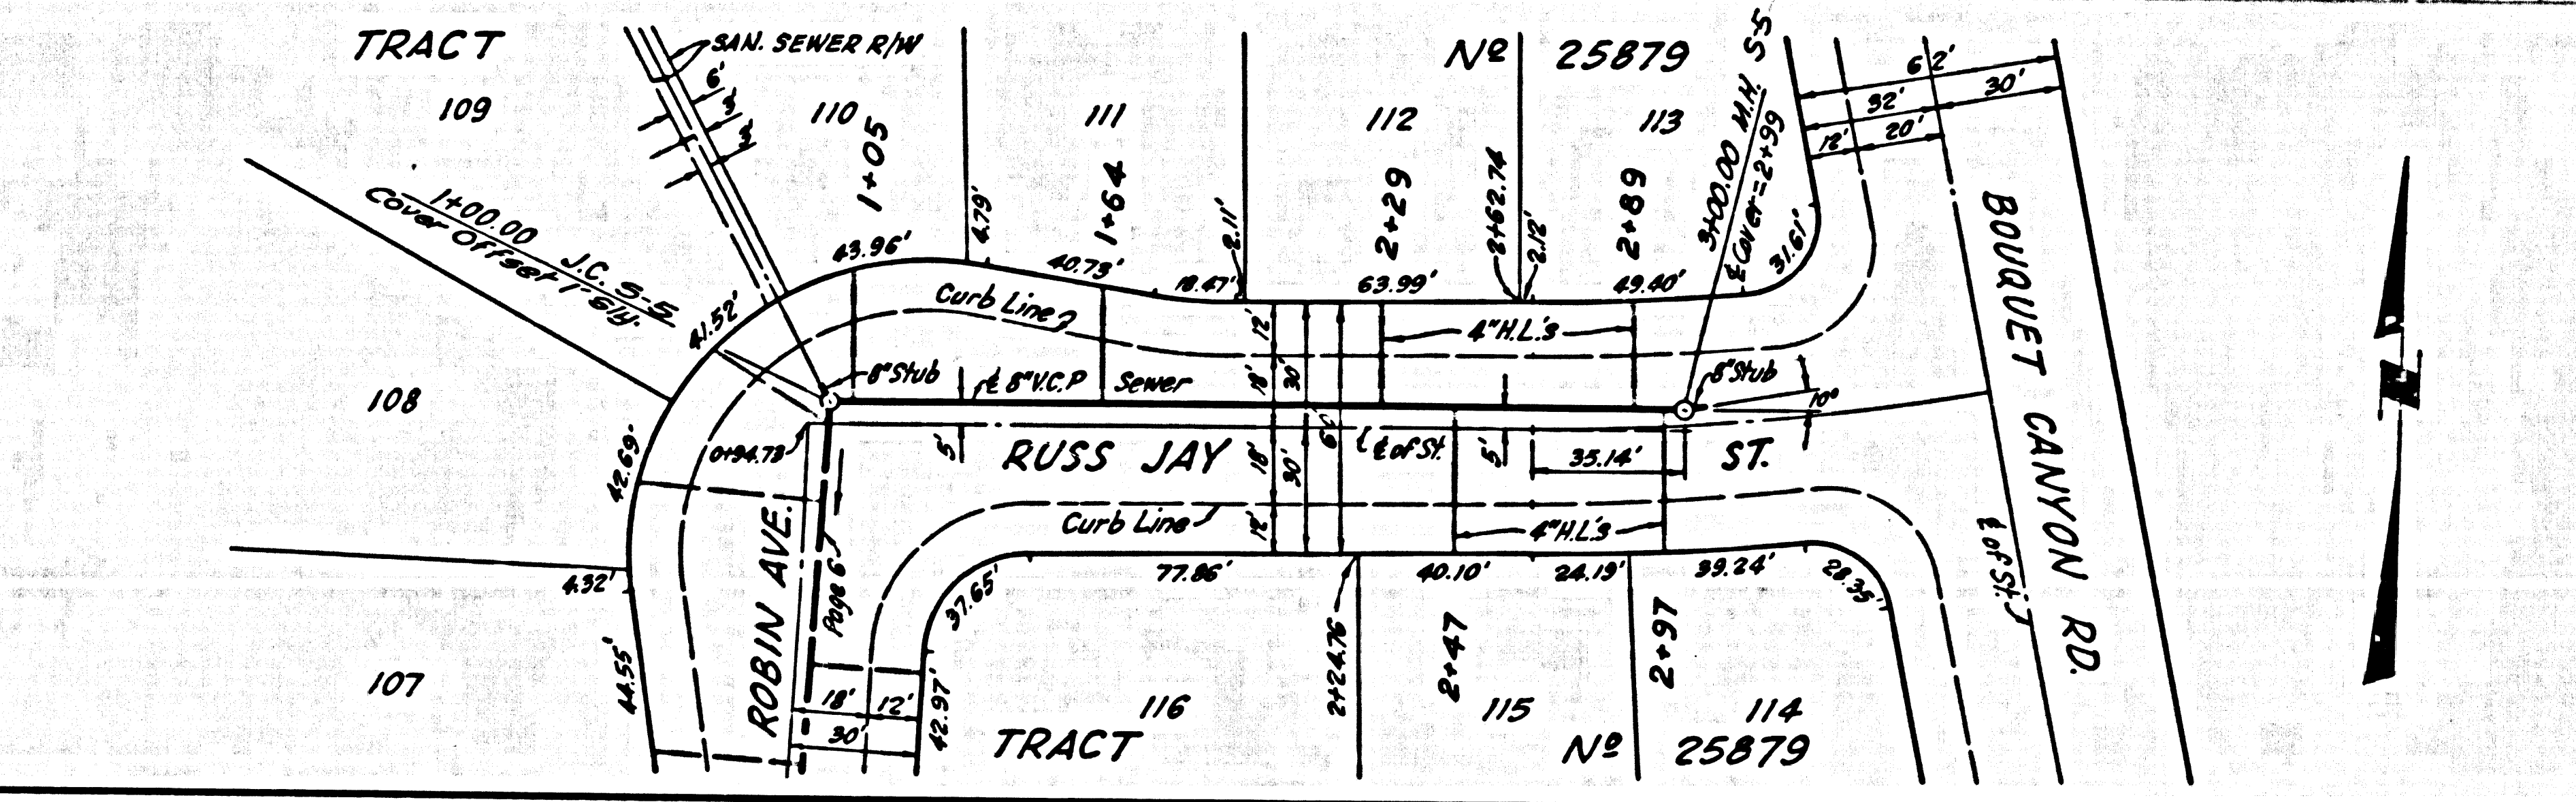 TRACT
SAN. SEWER R/W
Nº 25879
109
6'
3'
3'
110
1+05
111
1+64
112
2+29
2+62.74
113
2+89
3+00.00 M.H. S-5
℄ Cover = 2+99
62'
32'
30'
12'
20'
1+00.00 J.C. S-5
Cover Offset 1' Sly.
43.96'
4.79'
40.73'
18.47'
2.11'
63.99'
2.12'
49.40'
31.61'
41.52'
Curb Line
12'
18'
30'
4" H.L.'s
8" Stub
℄ 8" V.C.P Sewer
8" Stub
10°
108
42.69'
0+94.73
5'
RUSS JAY ST.
18'
30'
12'
℄ of St.
5'
35.14'
BOUQUET CANYON RD.
℄ of St.
ROBIN AVE.
Page 6
Curb Line
4" H.L.'s
4.32'
37.65'
77.86'
40.10'
24.19'
39.24'
28.35'
107
44.55'
18'
12'
30'
42.97'
116
2+24.76
2+47
115
2+97
114
TRACT
Nº 25879